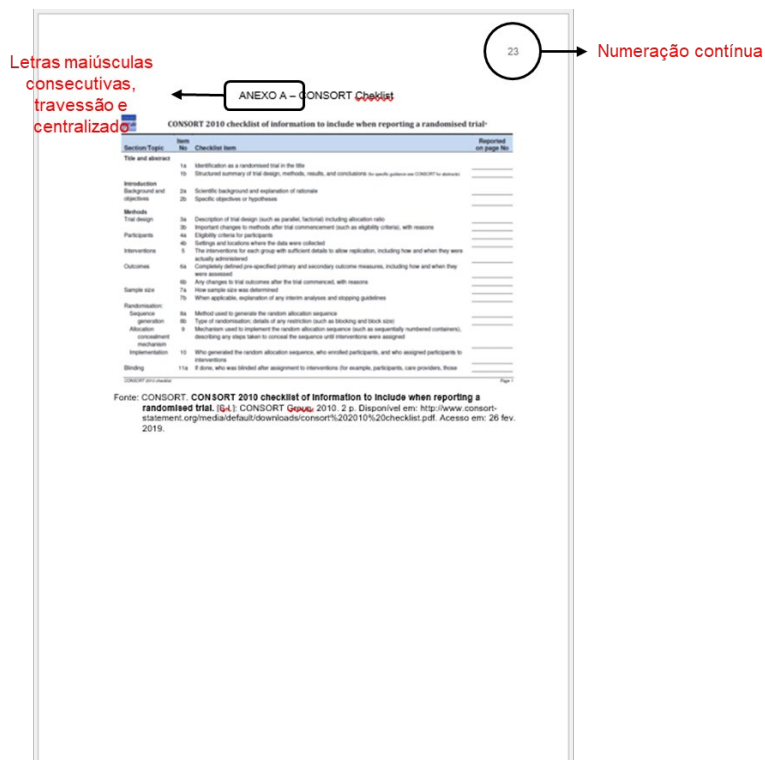 23
Numeração contínua
Letras maiúsculas
consecutivas,
travessão e
centralizado
ANEXO A – CONSORT Cheklist
CONSORT 2010 checklist of information to include when reporting a randomised trial*
Section/Topic Item No Checklist item Reported on page No
Title and abstract
1a Identification as a randomised trial in the title
1b Structured summary of trial design, methods, results, and conclusions (for specific guidance see CONSORT for abstracts)
Introduction
Background and objectives 2a Scientific background and explanation of rationale
2b Specific objectives or hypotheses
Methods
Trial design 3a Description of trial design (such as parallel, factorial) including allocation ratio
3b Important changes to methods after trial commencement (such as eligibility criteria), with reasons
Participants 4a Eligibility criteria for participants
4b Settings and locations where the data were collected
Interventions 5 The interventions for each group with sufficient details to allow replication, including how and when they were
actually administered
Outcomes 6a Completely defined pre-specified primary and secondary outcome measures, including how and when they
were assessed
6b Any changes to trial outcomes after the trial commenced, with reasons
Sample size 7a How sample size was determined
7b When applicable, explanation of any interim analyses and stopping guidelines
Randomisation:
Sequence generation 8a Method used to generate the random allocation sequence
8b Type of randomisation; details of any restriction (such as blocking and block size)
Allocation concealment mechanism 9 Mechanism used to implement the random allocation sequence (such as sequentially numbered containers),
describing any steps taken to conceal the sequence until interventions were assigned
Implementation 10 Who generated the random allocation sequence, who enrolled participants, and who assigned participants to
interventions
Blinding 11a If done, who was blinded after assignment to interventions (for example, participants, care providers, those
CONSORT 2010 checklist Page 1
Fonte: CONSORT. CONSORT 2010 checklist of information to include when reporting a
randomised trial. [S.l.]: CONSORT Group, 2010. 2 p. Disponível em: http://www.consort-
statement.org/media/default/downloads/consort%202010%20checklist.pdf. Acesso em: 26 fev.
2019.